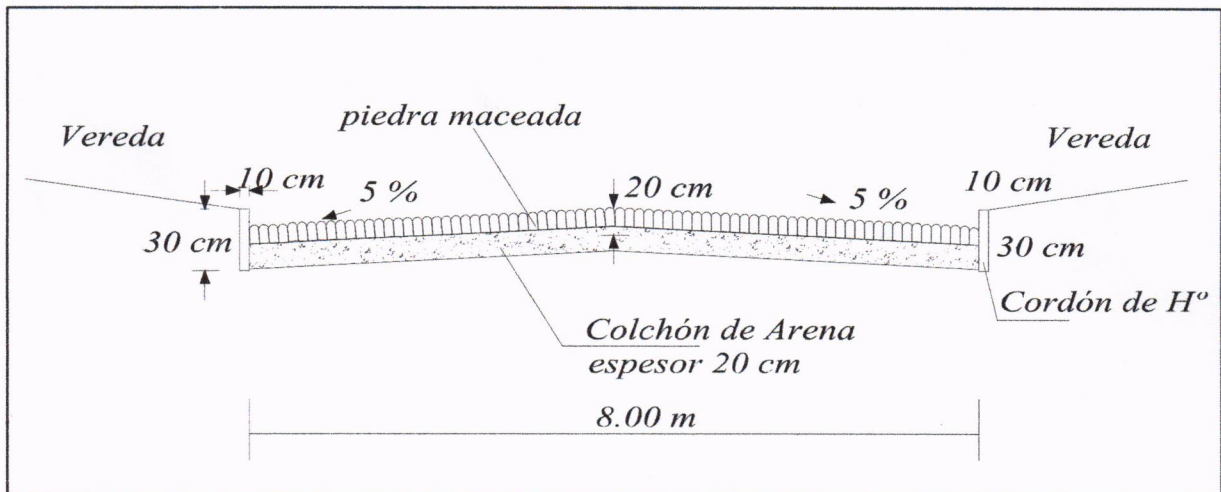 piedra maceada
Vereda
Vereda
10 cm
5 %
20 cm
5 %
10 cm
30 cm
30 cm
Cordón de Hº
Colchón de Arena
espesor 20 cm
8.00 m